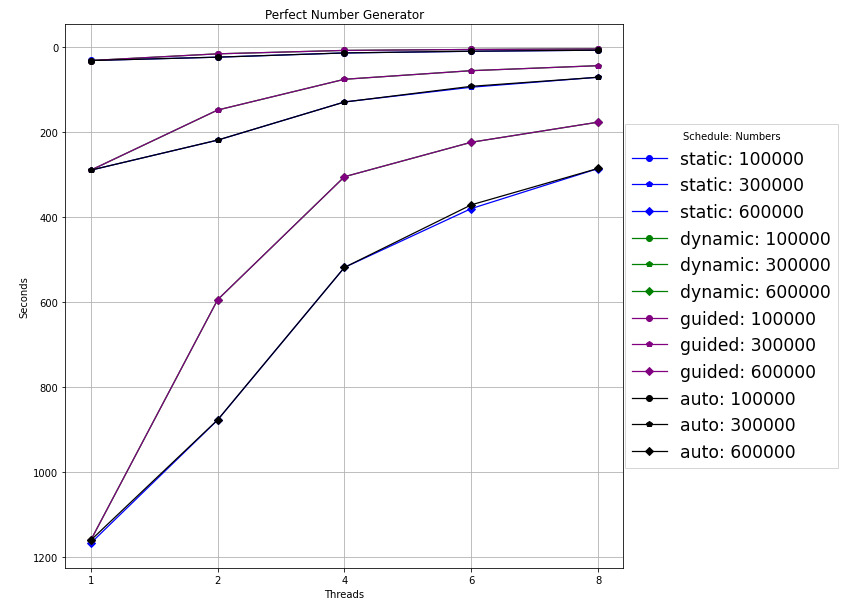 Perfect Number Generator
0
200
400
600
800
1000
1200
Seconds
1 2 4 6 8
Threads
Schedule: Numbers
static: 100000
static: 300000
static: 600000
dynamic: 100000
dynamic: 300000
dynamic: 600000
guided: 100000
guided: 300000
guided: 600000
auto: 100000
auto: 300000
auto: 600000